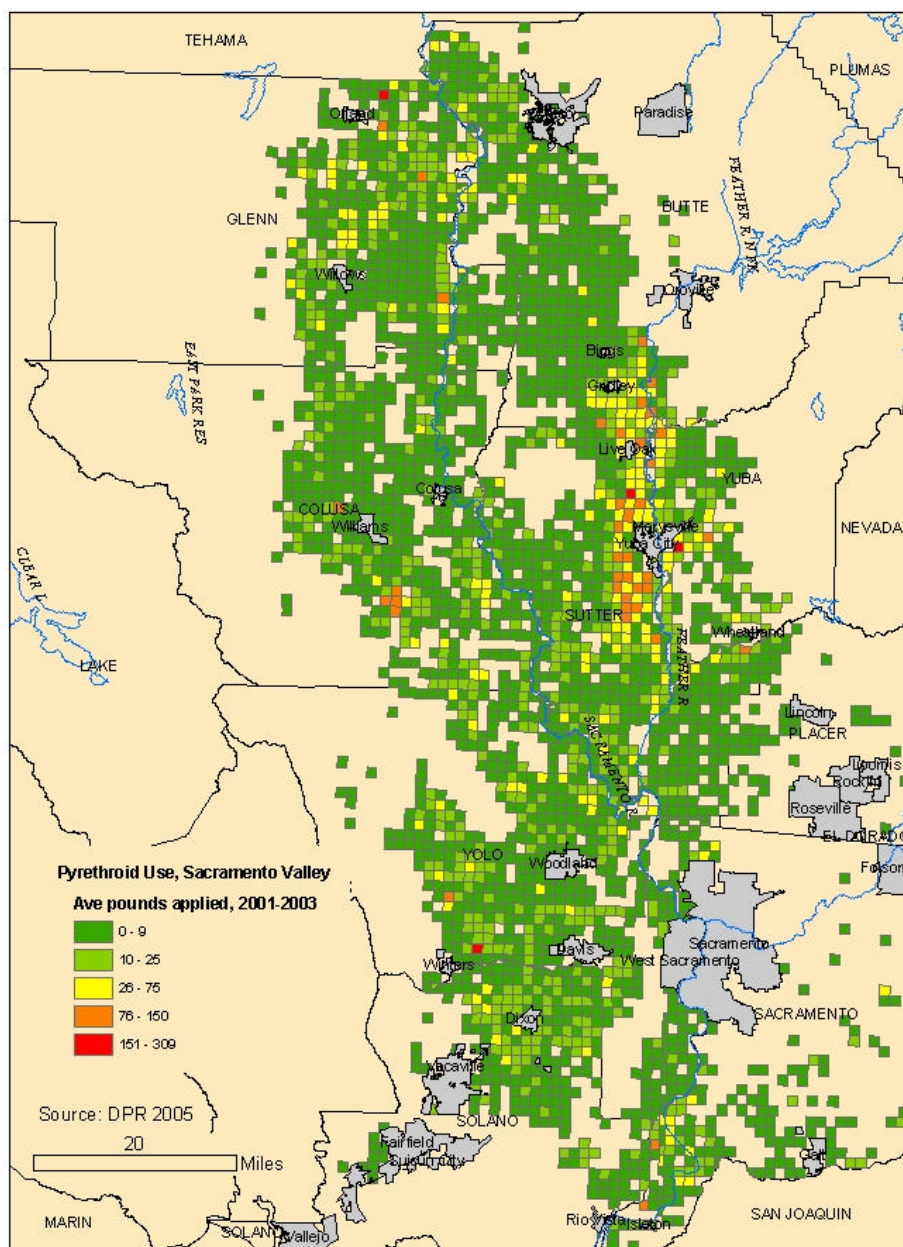 TEHAMA
PLUMAS
Orland
Paradise
FEATHER R N FK
GLENN
BUTTE
Willows
Oroville
Biggs
EAST PARK RES
Gridley
Live Oak
YUBA
Colusa
COLUSA
Williams
Marysville
NEVADA
Yuba City
SUTTER
Wheatland
LAKE
FEATHER R
Lincoln
PLACER
SACRAMENTO R
Loomis
Rocklin
Roseville
EL DORADO
YOLO
Woodland
Folsom
Pyrethroid Use, Sacramento Valley
Ave pounds applied, 2001-2003
0 - 9
10 - 25
26 - 75
76 - 150
151 - 309
Sacramento
Davis
West Sacramento
Winters
Dixon
SACRAMENTO
Vacaville
Source: DPR 2005
20
Miles
SOLANO
Fairfield
Suisun City
Galt
MARIN
SOLANO
Vallejo
Rio Vista
Isleton
SAN JOAQUIN